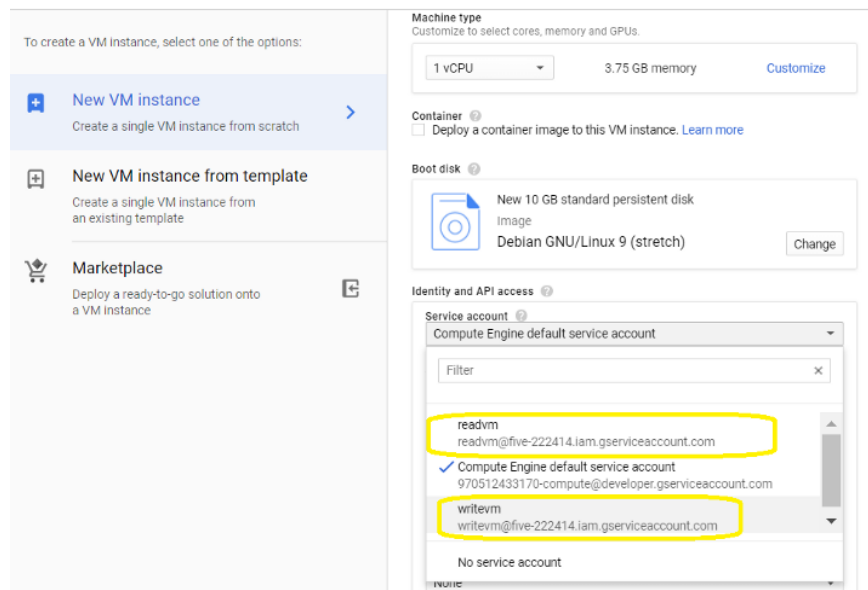 To create a VM instance, select one of the options:
New VM instance
Create a single VM instance from scratch
New VM instance from template
Create a single VM instance from
an existing template
Marketplace
Deploy a ready-to-go solution onto
a VM instance
Machine type
Customize to select cores, memory and GPUs.
1 vCPU 3.75 GB memory Customize
Container
Deploy a container image to this VM instance. Learn more
Boot disk
New 10 GB standard persistent disk
Image
Debian GNU/Linux 9 (stretch) Change
Identity and API access
Service account
Compute Engine default service account
Filter
readvm
readvm@five-222414.iam.gserviceaccount.com
Compute Engine default service account
970512433170-compute@developer.gserviceaccount.com
writevm
writevm@five-222414.iam.gserviceaccount.com
No service account
None